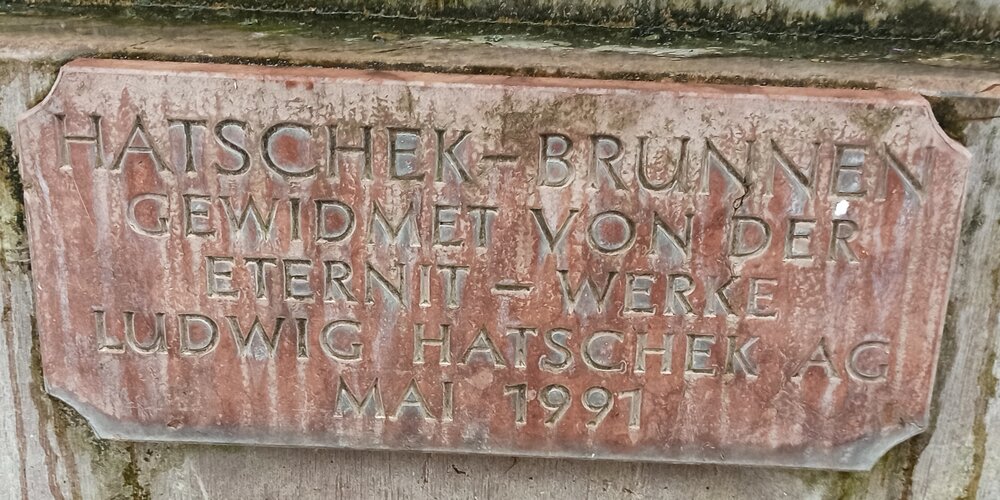 HATSCHEK-BRUNNEN
GEWIDMET VON DER
ETERNIT-WERKE
LUDWIG HATSCHEK AG
MAI 1991